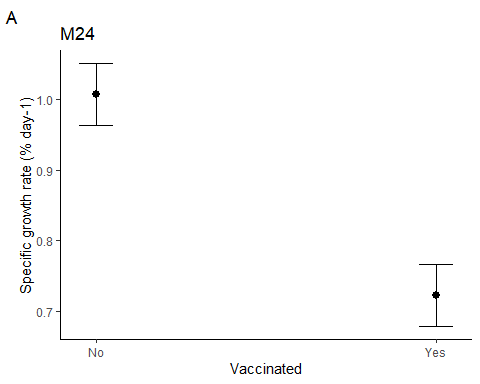 A
M24
Specific growth rate (% day-1)
1.0
0.9
0.8
0.7
No
Yes
Vaccinated